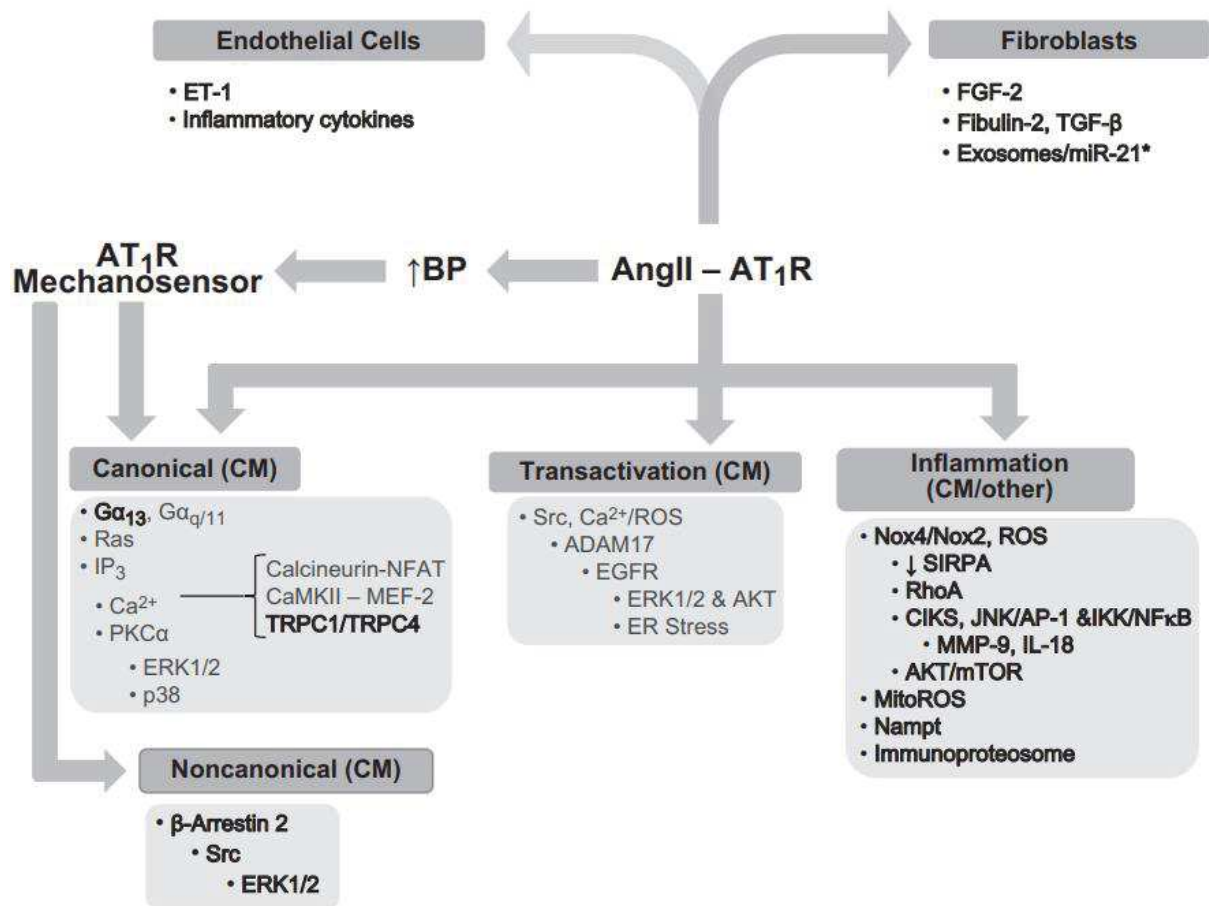 Endothelial Cells
• ET-1
• Inflammatory cytokines
Fibroblasts
• FGF-2
• Fibulin-2, TGF-β
• Exosomes/miR-21*
AT₁R
Mechanosensor
↑BP
AngII – AT₁R
Canonical (CM)
• Gα₁₃, Gα_q/11
• Ras
• IP₃
• Ca²⁺
• PKCα
• ERK1/2
• p38
Calcineurin-NFAT
CaMKII – MEF-2
TRPC1/TRPC4
Transactivation (CM)
• Src, Ca²⁺/ROS
• ADAM17
• EGFR
• ERK1/2 & AKT
• ER Stress
Inflammation
(CM/other)
• Nox4/Nox2, ROS
• ↓ SIRPA
• RhoA
• CIKS, JNK/AP-1 &IKK/NFκB
• MMP-9, IL-18
• AKT/mTOR
• MitoROS
• Nampt
• Immunoproteosome
Noncanonical (CM)
• β-Arrestin 2
• Src
• ERK1/2